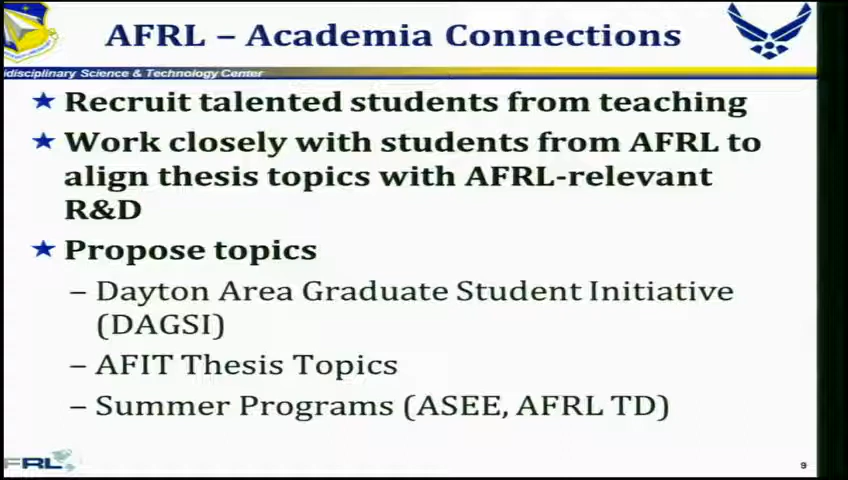 AFRL – Academia Connections
idisciplinary Science & Technology Center
Recruit talented students from teaching
Work closely with students from AFRL to
align thesis topics with AFRL-relevant
R&D
Propose topics
– Dayton Area Graduate Student Initiative
(DAGSI)
– AFIT Thesis Topics
– Summer Programs (ASEE, AFRL TD)
FRL
9